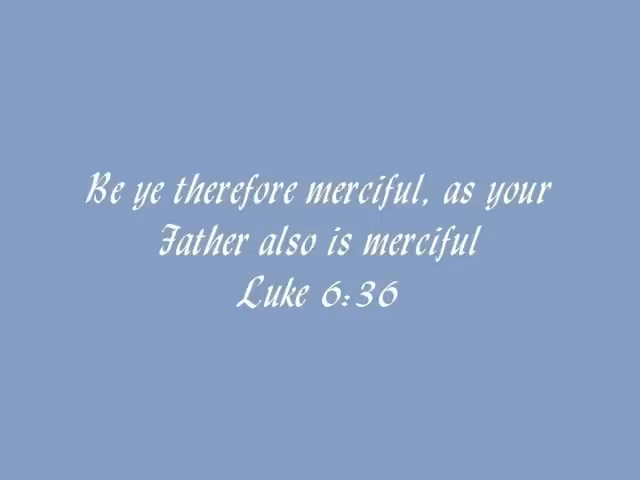 Be ye therefore merciful, as your
Father also is merciful
Luke 6:36